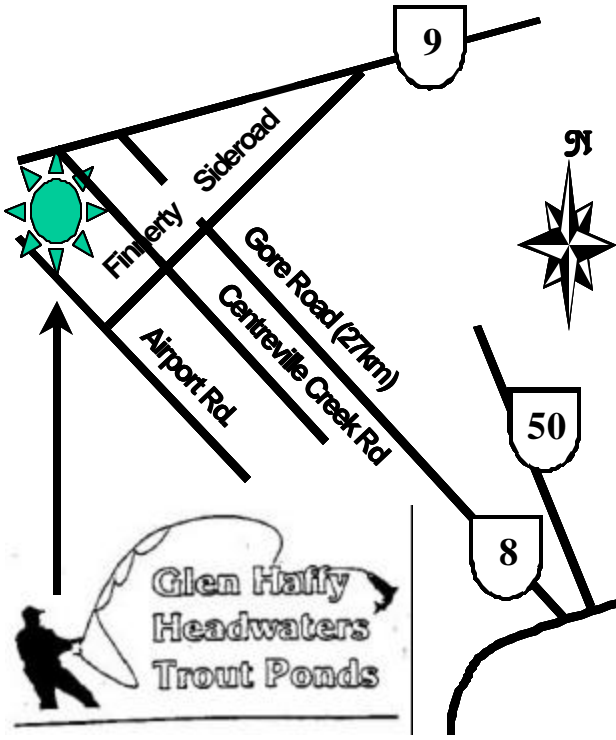 9
N
Finnerty Sideroad
Gore Road (27km)
Centreville Creek Rd
Airport Rd.
50
8
Glen Haffy
Headwaters
Trout Ponds